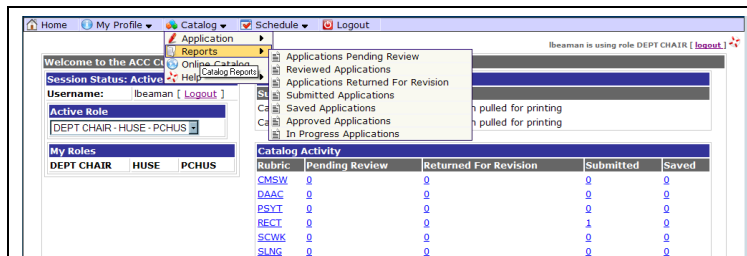 Home My Profile Catalog Schedule Logout
Application
Reports
Online Catalog
Help
Catalog Reports
Applications Pending Review
Reviewed Applications
Applications Returned For Revision
Submitted Applications
Saved Applications
Approved Applications
In Progress Applications
lbeaman is using role DEPT CHAIR [ logout ]
Welcome to the ACC
Session Status: Active
Username: lbeaman [ Logout ]
Active Role
DEPT CHAIR - HUSE - PCHUS
My Roles
DEPT CHAIR HUSE PCHUS
pulled for printing
pulled for printing
Catalog Activity
Rubric Pending Review Returned For Revision Submitted Saved
CMSW 0 0 0 0
DAAC 0 0 0 0
PSYT 0 0 0 0
RECT 0 0 1 0
SCWK 0 0 0 0
SLNG 0 0 0 0